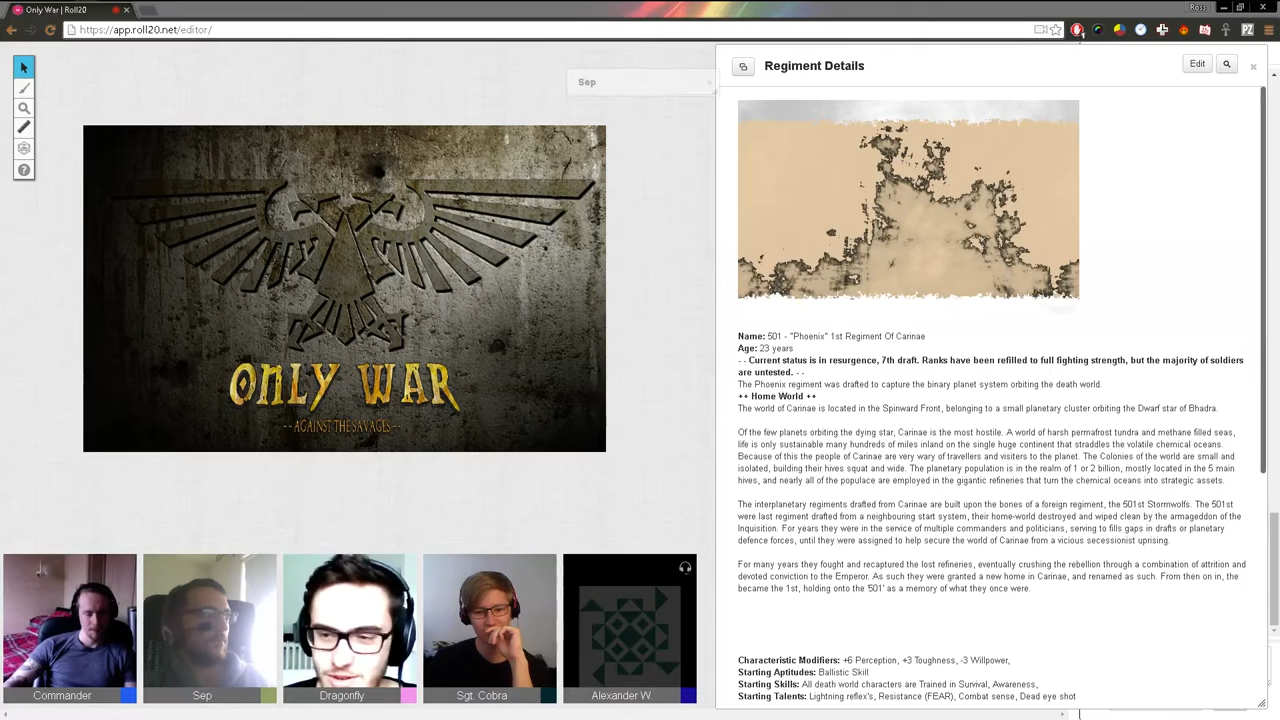 Only War | Roll20
Ross
https://app.roll20.net/editor/
Sep
Regiment Details
Edit
ONLY WAR
-- AGAINST THE SAVAGES --
Name: 501 - "Phoenix" 1st Regiment Of Carinae
Age: 23 years
- - Current status is in resurgence, 7th draft. Ranks have been refilled to full fighting strength, but the majority of soldiers
are untested. - -
The Phoenix regiment was drafted to capture the binary planet system orbiting the death world.
++ Home World ++
The world of Carinae is located in the Spinward Front, belonging to a small planetary cluster orbiting the Dwarf star of Bhadra.
Of the few planets orbiting the dying star, Carinae is the most hostile. A world of harsh permafrost tundra and methane filled seas,
life is only sustainable many hundreds of miles inland on the single huge continent that straddles the volatile chemical oceans.
Because of this the people of Carinae are very wary of travellers and visitors to the planet. The Colonies of the world are small and
isolated, building their hives squat and wide. The planetary population is in the realm of 1 or 2 billion, mostly located in the 5 main
hives, and nearly all of the populace are employed in the gigantic refineries that turn the chemical oceans into strategic assets.
The interplanetary regiments drafted from Carinae are built upon the bones of a foreign regiment, the 501st Stormwolfs. The 501st
were last regiment drafted from a neighbouring start system, their home-world destroyed and wiped clean by the armageddon of the
Inquisition. For years they were in the service of multiple commanders and politicians, serving to fills gaps in drafts or planetary
defence forces, until they were assigned to help secure the world of Carinae from a vicious secessionist uprising.
For many years they fought and recaptured the lost refineries, eventually crushing the rebellion through a combination of attrition and
devoted conviction to the Emperor. As such they were granted a new home in Carinae, and renamed as such. From then on in, the
became the 1st, holding onto the '501' as a memory of what they once were.
Characteristic Modifiers: +6 Perception, +3 Toughness, -3 Willpower,
Starting Aptitudes: Ballistic Skill
Starting Skills: All death world characters are Trained in Survival, Awareness,
Starting Talents: Lightning reflex's, Resistance (FEAR), Combat sense, Dead eye shot
Commander
Sep
Dragonfly
Sgt. Cobra
Alexander W.